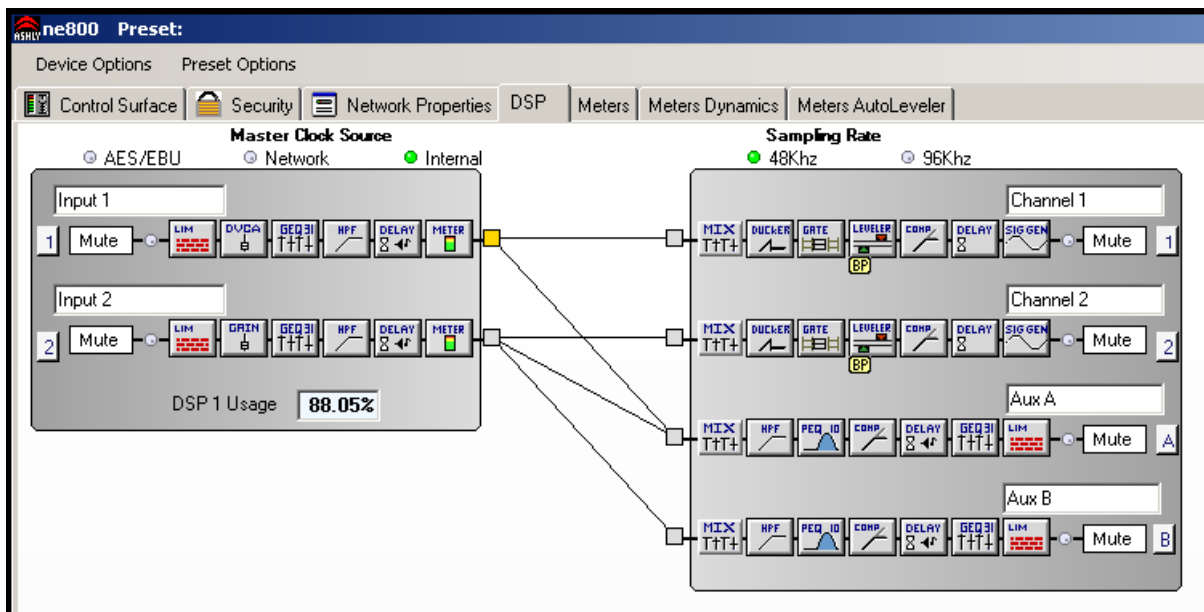 ASHLY ne800 Preset:
Device Options Preset Options
Control Surface Security Network Properties DSP Meters Meters Dynamics Meters AutoLeveler
Master Clock Source Sampling Rate
AES/EBU Network Internal 48Khz 96Khz
Input 1 Channel 1
1 Mute LIM DVCA GEQ31 HPF DELAY METER MIX DUCKER GATE LEVELER COMP DELAY SIG GEN Mute 1
BP
Input 2 Channel 2
2 Mute LIM GAIN GEQ31 HPF DELAY METER MIX DUCKER GATE LEVELER COMP DELAY SIG GEN Mute 2
BP
DSP 1 Usage 88.05% Aux A
MIX HPF PEQ_10 COMP DELAY GEQ31 LIM Mute A
Aux B
MIX HPF PEQ_10 COMP DELAY GEQ31 LIM Mute B